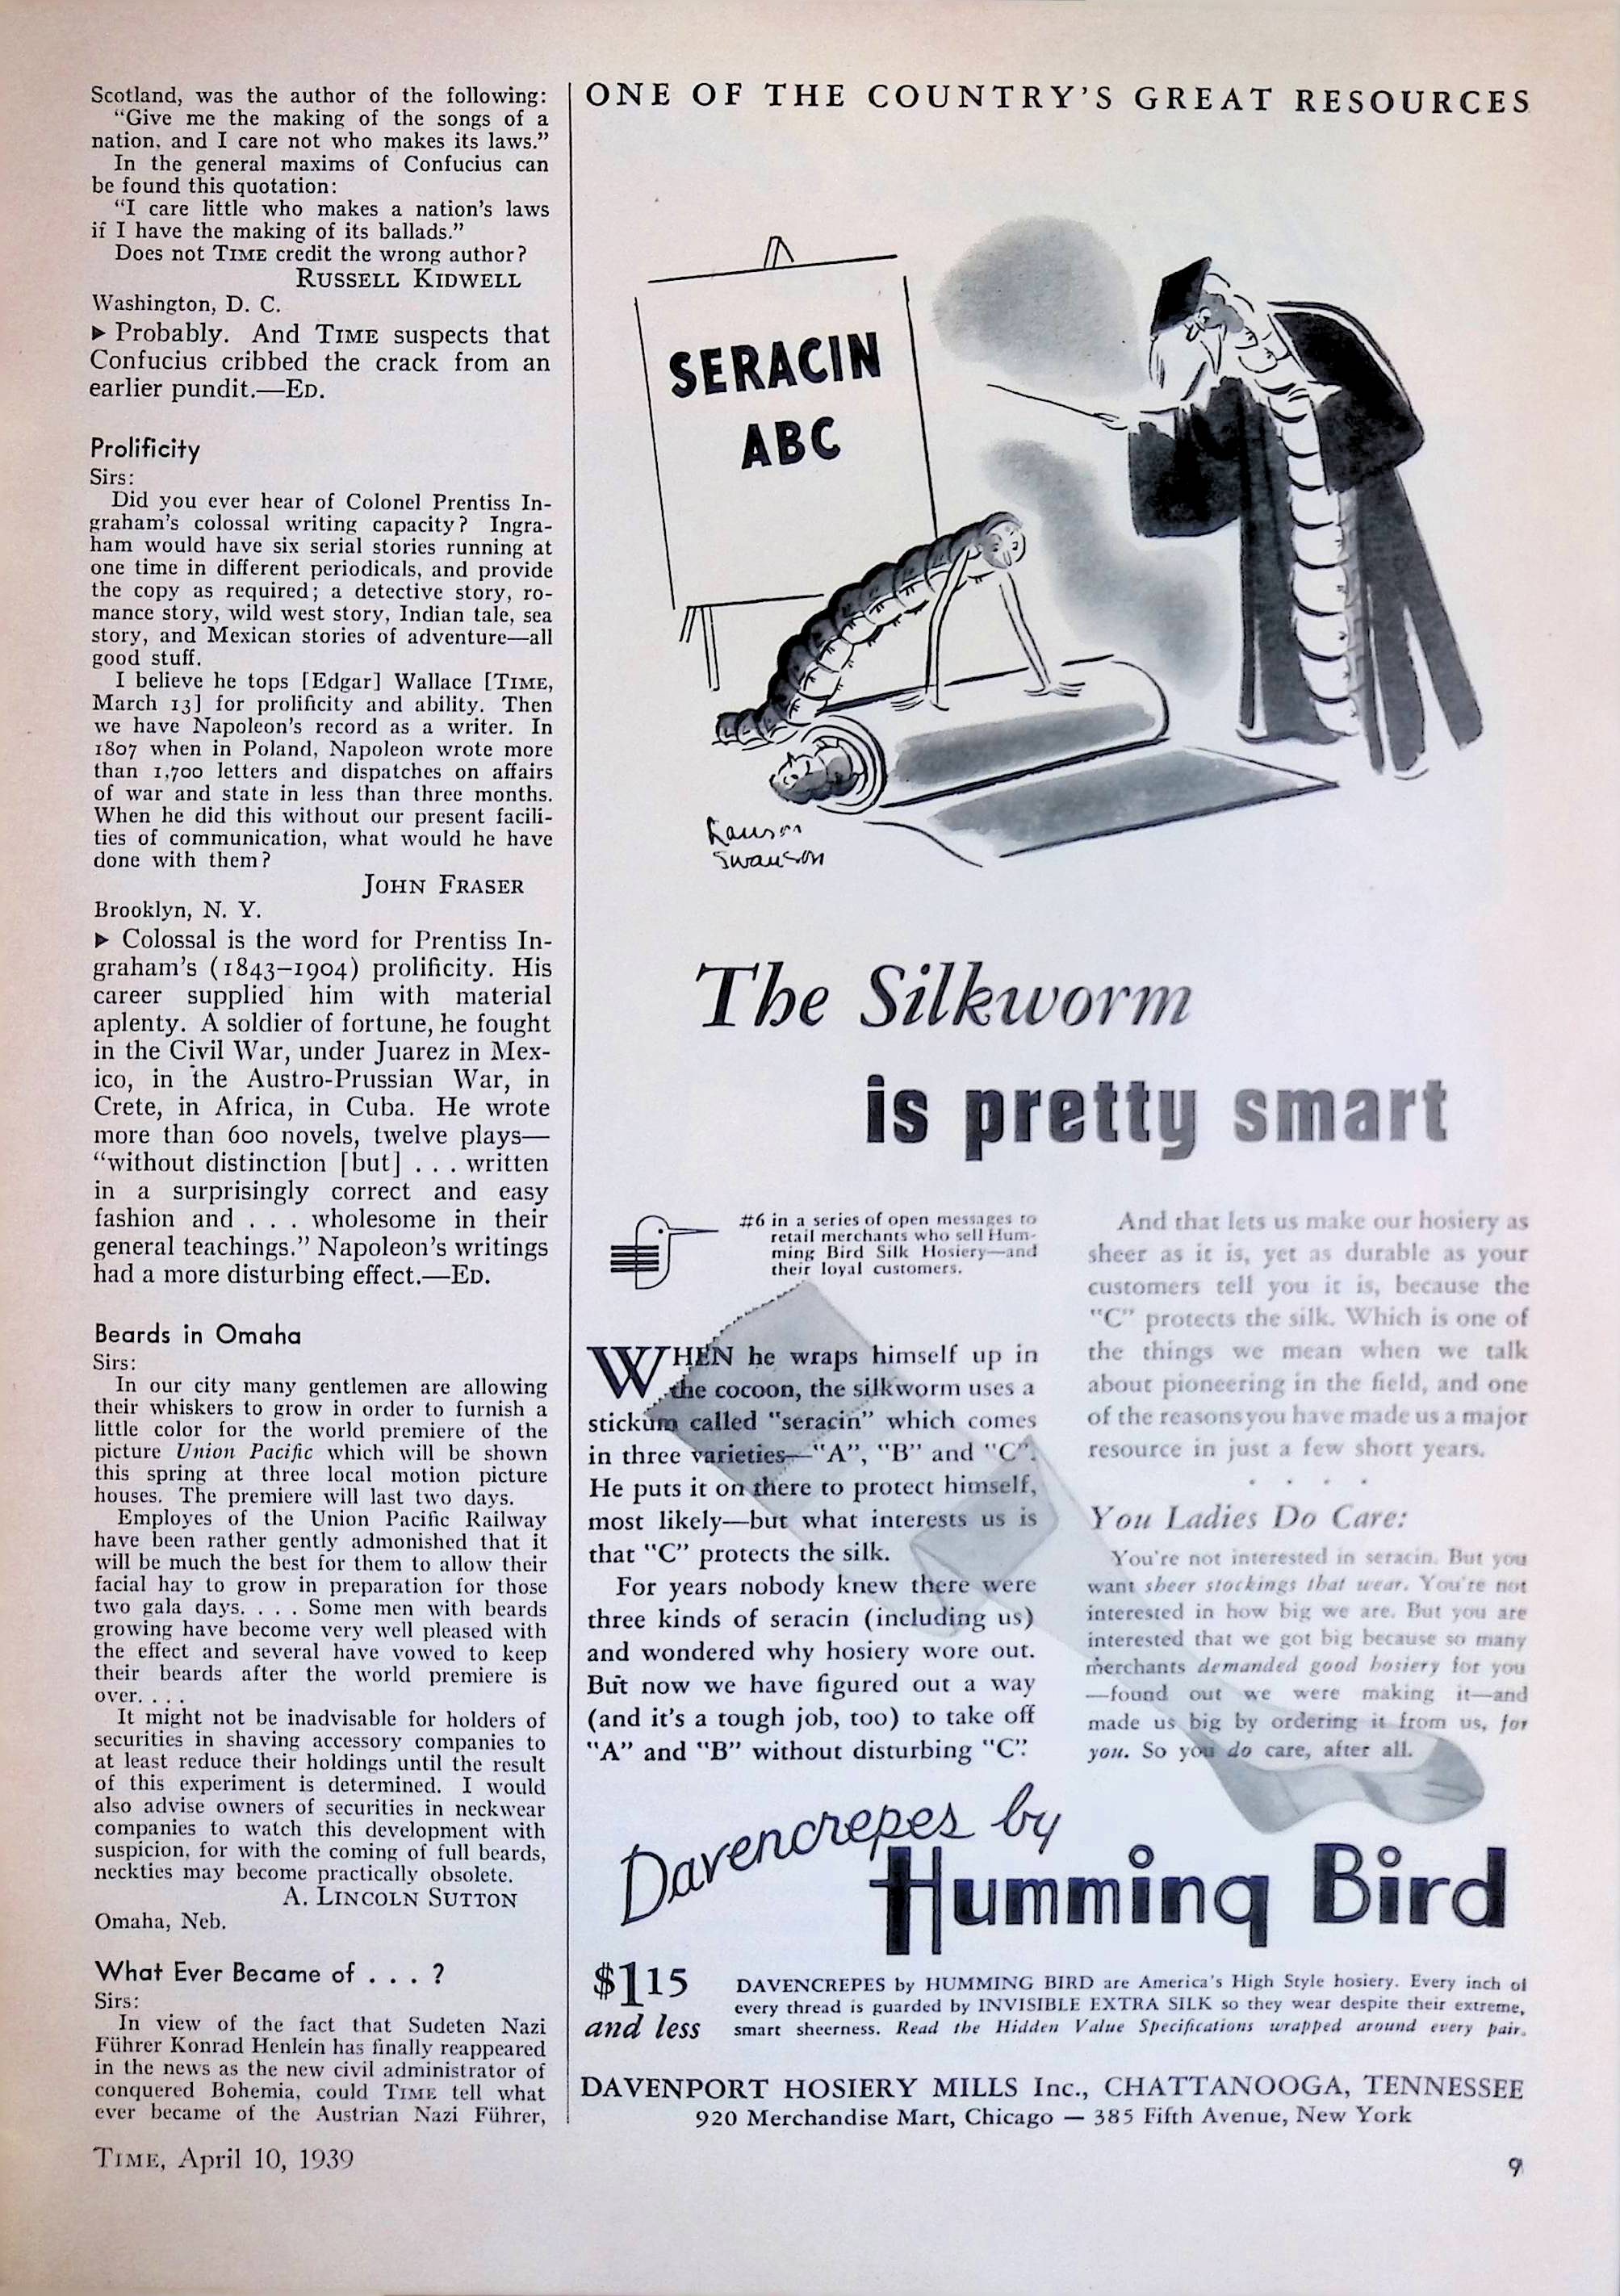 Scotland, was the author of the following:
"Give me the making of the songs of a
nation, and I care not who makes its laws."
In the general maxims of Confucius can
be found this quotation:
"I care little who makes a nation's laws
if I have the making of its ballads."
Does not TIME credit the wrong author?
RUSSELL KIDWELL
Washington, D. C.
▶ Probably. And TIME suspects that
Confucius cribbed the crack from an
earlier pundit.—ED.
Prolificity
Sirs:
Did you ever hear of Colonel Prentiss In-
graham's colossal writing capacity? Ingra-
ham would have six serial stories running at
one time in different periodicals, and provide
the copy as required; a detective story, ro-
mance story, wild west story, Indian tale, sea
story, and Mexican stories of adventure—all
good stuff.
I believe he tops [Edgar] Wallace [TIME,
March 13] for prolificity and ability. Then
we have Napoleon's record as a writer. In
1807 when in Poland, Napoleon wrote more
than 1,700 letters and dispatches on affairs
of war and state in less than three months.
When he did this without our present facili-
ties of communication, what would he have
done with them?
JOHN FRASER
Brooklyn, N. Y.
▶ Colossal is the word for Prentiss In-
graham's (1843–1904) prolificity. His
career supplied him with material
aplenty. A soldier of fortune, he fought
in the Civil War, under Juarez in Mex-
ico, in the Austro-Prussian War, in
Crete, in Africa, in Cuba. He wrote
more than 600 novels, twelve plays—
"without distinction [but] . . . written
in a surprisingly correct and easy
fashion and . . . wholesome in their
general teachings." Napoleon's writings
had a more disturbing effect.—ED.
Beards in Omaha
Sirs:
In our city many gentlemen are allowing
their whiskers to grow in order to furnish a
little color for the world premiere of the
picture Union Pacific which will be shown
this spring at three local motion picture
houses. The premiere will last two days.
Employes of the Union Pacific Railway
have been rather gently admonished that it
will be much the best for them to allow their
facial hay to grow in preparation for those
two gala days. . . . Some men with beards
growing have become very well pleased with
the effect and several have vowed to keep
their beards after the world premiere is
over. . . .
It might not be inadvisable for holders of
securities in shaving accessory companies to
at least reduce their holdings until the result
of this experiment is determined. I would
also advise owners of securities in neckwear
companies to watch this development with
suspicion, for with the coming of full beards,
neckties may become practically obsolete.
A. LINCOLN SUTTON
Omaha, Neb.
What Ever Became of . . . ?
Sirs:
In view of the fact that Sudeten Nazi
Führer Konrad Henlein has finally reappeared
in the news as the new civil administrator of
conquered Bohemia, could TIME tell what
ever became of the Austrian Nazi Führer,
ONE OF THE COUNTRY'S GREAT RESOURCES
SERACIN
ABC
Lawson
Swanson
The Silkworm
is pretty smart
#6 in a series of open messages to
retail merchants who sell Hum-
ming Bird Silk Hosiery—and
their loyal customers.
WHEN he wraps himself up in
the cocoon, the silkworm uses a
stickum called "seracin" which comes
in three varieties—"A", "B" and "C".
He puts it on there to protect himself,
most likely—but what interests us is
that "C" protects the silk.
For years nobody knew there were
three kinds of seracin (including us)
and wondered why hosiery wore out.
But now we have figured out a way
(and it's a tough job, too) to take off
"A" and "B" without disturbing "C".
And that lets us make our hosiery as
sheer as it is, yet as durable as your
customers tell you it is, because the
"C" protects the silk. Which is one of
the things we mean when we talk
about pioneering in the field, and one
of the reasons you have made us a major
resource in just a few short years.
. . . .
You Ladies Do Care:
You're not interested in seracin. But you
want sheer stockings that wear. You're not
interested in how big we are. But you are
interested that we got big because so many
merchants demanded good hosiery for you
—found out we were making it—and
made us big by ordering it from us, for
you. So you do care, after all.
Davencrepes by
Humming Bird
$1 15
and less
DAVENCREPES by HUMMING BIRD are America's High Style hosiery. Every inch of
every thread is guarded by INVISIBLE EXTRA SILK so they wear despite their extreme,
smart sheerness. Read the Hidden Value Specifications wrapped around every pair.
DAVENPORT HOSIERY MILLS Inc., CHATTANOOGA, TENNESSEE
920 Merchandise Mart, Chicago — 385 Fifth Avenue, New York
TIME, April 10, 1939
9